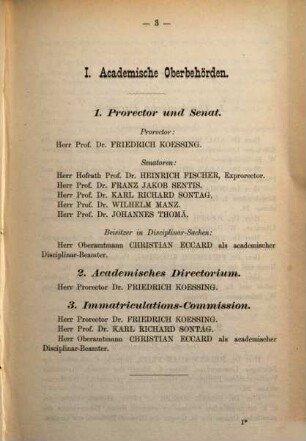 — 3 —
I. Academische Oberbehörden.
1. Prorector und Senat.
Prorector:
Herr Prof. Dr. FRIEDRICH KOESSING.
Senatoren:
Herr Hofrath Prof. Dr. HEINRICH FISCHER, Exprorector.
Herr Prof. Dr. FRANZ JAKOB SENTIS.
Herr Prof. Dr. KARL RICHARD SONTAG.
Herr Prof. Dr. WILHELM MANZ.
Herr Prof. Dr. JOHANNES THOMÄ.
Beisitzer in Disciplinar-Sachen:
Herr Oberamtmann CHRISTIAN ECCARD als academischer
Disciplinar-Beamter.
2. Academisches Directorium.
Herr Prorector Dr. FRIEDRICH KOESSING.
3. Immatriculations-Commission.
Herr Prorector Dr. FRIEDRICH KOESSING.
Herr Prof. Dr. KARL RICHARD SONTAG.
Herr Oberamtmann CHRISTIAN ECCARD als academischer
Disciplinar-Beamter.
1*